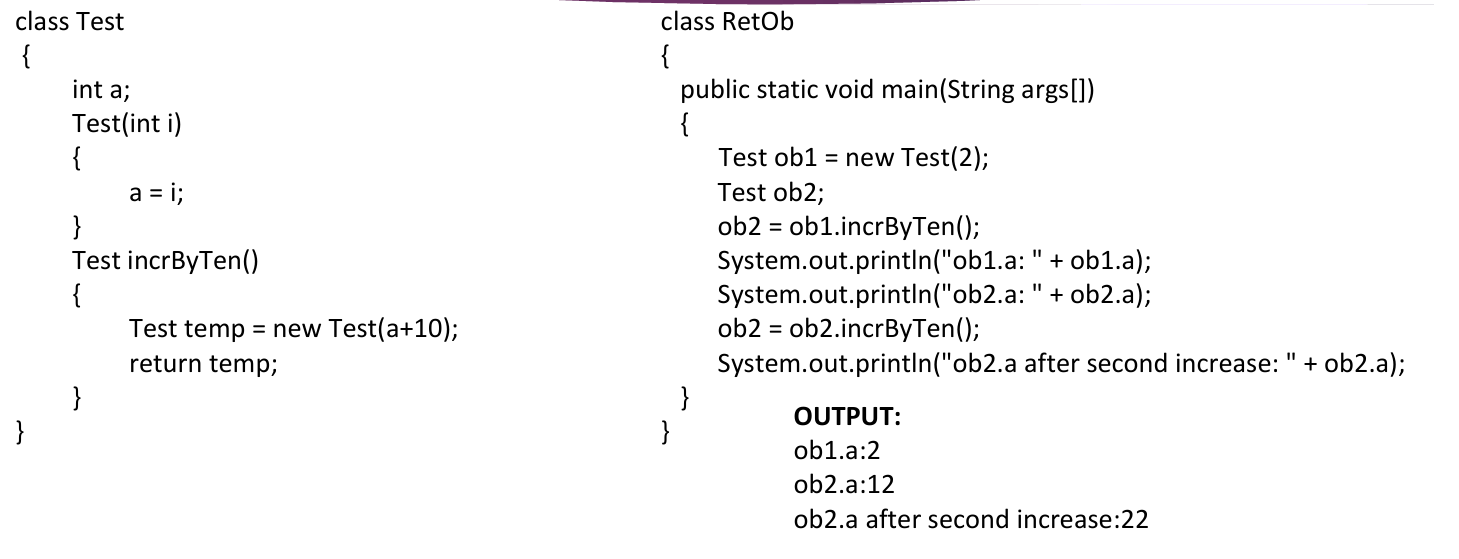 class Test
{
int a;
Test(int i)
{
a = i;
}
Test incrByTen()
{
Test temp = new Test(a+10);
return temp;
}
}
class RetOb
{
public static void main(String args[])
{
Test ob1 = new Test(2);
Test ob2;
ob2 = ob1.incrByTen();
System.out.println("ob1.a: " + ob1.a);
System.out.println("ob2.a: " + ob2.a);
ob2 = ob2.incrByTen();
System.out.println("ob2.a after second increase: " + ob2.a);
}
}
OUTPUT:
ob1.a:2
ob2.a:12
ob2.a after second increase:22